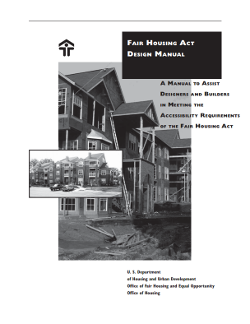 FAIR HOUSING ACT
DESIGN MANUAL
A MANUAL TO ASSIST
DESIGNERS AND BUILDERS
IN MEETING THE
ACCESSIBILITY REQUIREMENTS
OF THE FAIR HOUSING ACT
U. S. Department
of Housing and Urban Development
Office of Fair Housing and Equal Opportunity
Office of Housing